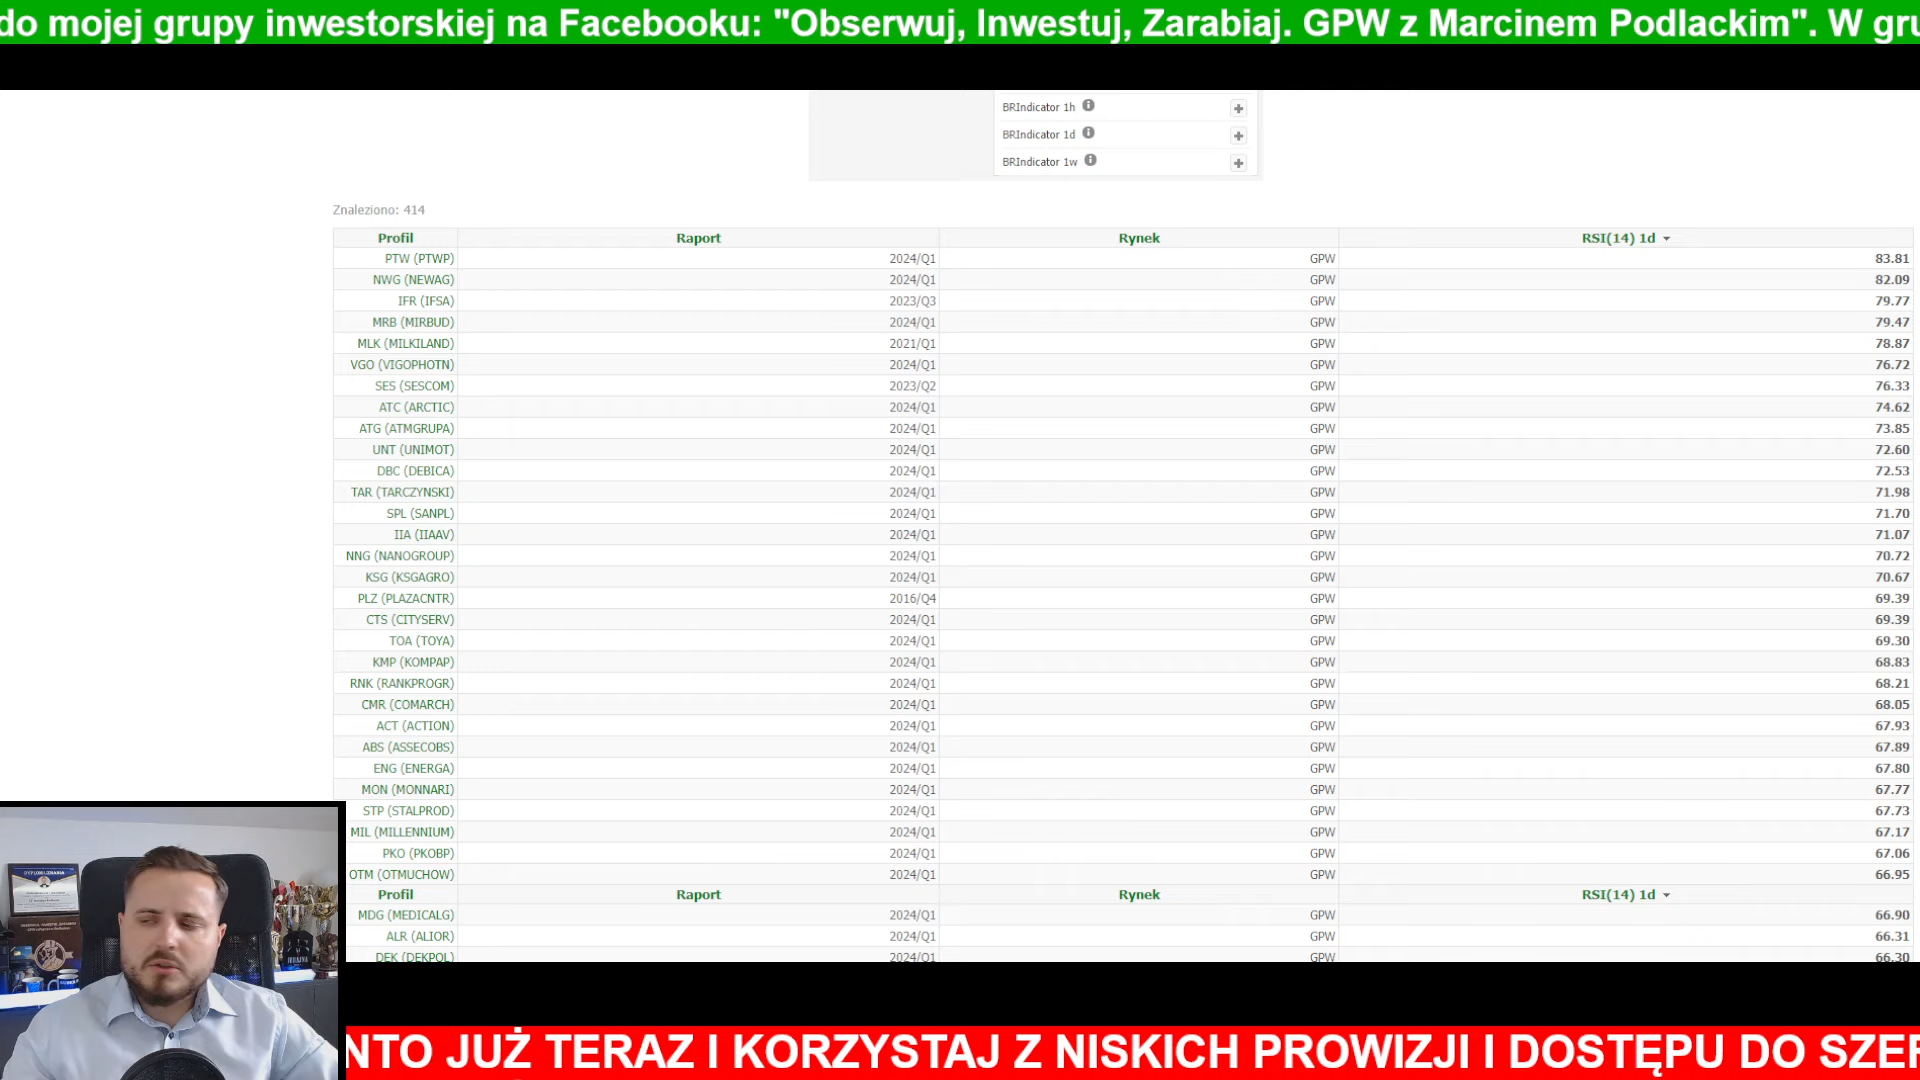 do mojej grupy inwestorskiej na Facebooku: "Obserwuj, Inwestuj, Zarabiaj. GPW z Marcinem Podlackim". W gru
BRIndicator 1h
BRIndicator 1d
BRIndicator 1w
Znaleziono: 414
Profil Raport Rynek RSI(14) 1d
PTW (PTWP) 2024/Q1 GPW 83.81
NWG (NEWAG) 2024/Q1 GPW 82.09
IFR (IFSA) 2023/Q3 GPW 79.77
MRB (MIRBUD) 2024/Q1 GPW 79.47
MLK (MILKILAND) 2021/Q1 GPW 78.87
VGO (VIGOPHOTN) 2024/Q1 GPW 76.72
SES (SESCOM) 2023/Q2 GPW 76.33
ATC (ARCTIC) 2024/Q1 GPW 74.62
ATG (ATMGRUPA) 2024/Q1 GPW 73.85
UNT (UNIMOT) 2024/Q1 GPW 72.60
DBC (DEBICA) 2024/Q1 GPW 72.53
TAR (TARCZYNSKI) 2024/Q1 GPW 71.98
SPL (SANPL) 2024/Q1 GPW 71.70
IIA (IIAAV) 2024/Q1 GPW 71.07
NNG (NANOGROUP) 2024/Q1 GPW 70.72
KSG (KSGAGRO) 2024/Q1 GPW 70.67
PLZ (PLAZACNTR) 2016/Q4 GPW 69.39
CTS (CITYSERV) 2024/Q1 GPW 69.39
TOA (TOYA) 2024/Q1 GPW 69.30
KMP (KOMPAP) 2024/Q1 GPW 68.83
RNK (RANKPROGR) 2024/Q1 GPW 68.21
CMR (COMARCH) 2024/Q1 GPW 68.05
ACT (ACTION) 2024/Q1 GPW 67.93
ABS (ASSECOBS) 2024/Q1 GPW 67.89
ENG (ENERGA) 2024/Q1 GPW 67.80
MON (MONNARI) 2024/Q1 GPW 67.77
STP (STALPROD) 2024/Q1 GPW 67.73
MIL (MILLENNIUM) 2024/Q1 GPW 67.17
PKO (PKOBP) 2024/Q1 GPW 67.06
OTM (OTMUCHOW) 2024/Q1 GPW 66.95
Profil Raport Rynek RSI(14) 1d
MDG (MEDICALG) 2024/Q1 GPW 66.90
ALR (ALIOR) 2024/Q1 GPW 66.31
DEK (DEKPOL) 2024/Q1 GPW 66.30
NTO JUŻ TERAZ I KORZYSTAJ Z NISKICH PROWIZJI I DOSTĘPU DO SZER